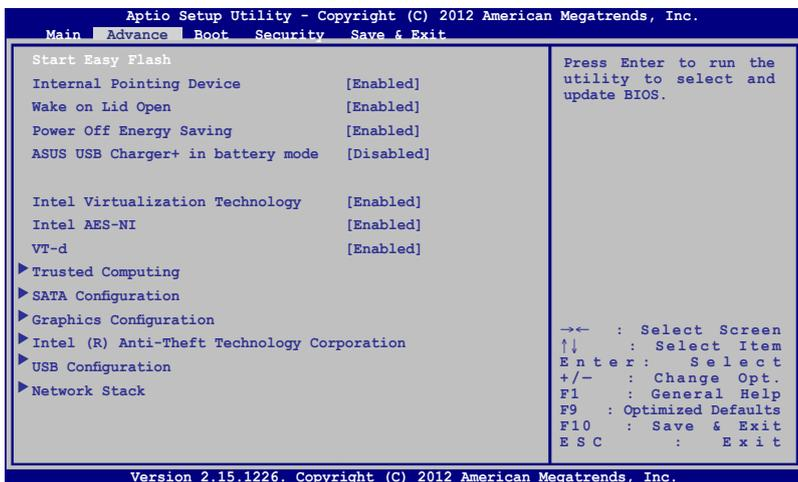 Aptio Setup Utility - Copyright (C) 2012 American Megatrends, Inc.
Main Advance Boot Security Save & Exit
Start Easy Flash
Internal Pointing Device [Enabled]
Wake on Lid Open [Enabled]
Power Off Energy Saving [Enabled]
ASUS USB Charger+ in battery mode [Disabled]
Intel Virtualization Technology [Enabled]
Intel AES-NI [Enabled]
VT-d [Enabled]
Trusted Computing
SATA Configuration
Graphics Configuration
Intel (R) Anti-Theft Technology Corporation
USB Configuration
Network Stack
Press Enter to run the
utility to select and
update BIOS.
→← : Select Screen
↑↓ : Select Item
Enter: Select
+/— : Change Opt.
F1 : General Help
F9 : Optimized Defaults
F10 : Save & Exit
ESC : Exit
Version 2.15.1226. Copyright (C) 2012 American Megatrends, Inc.